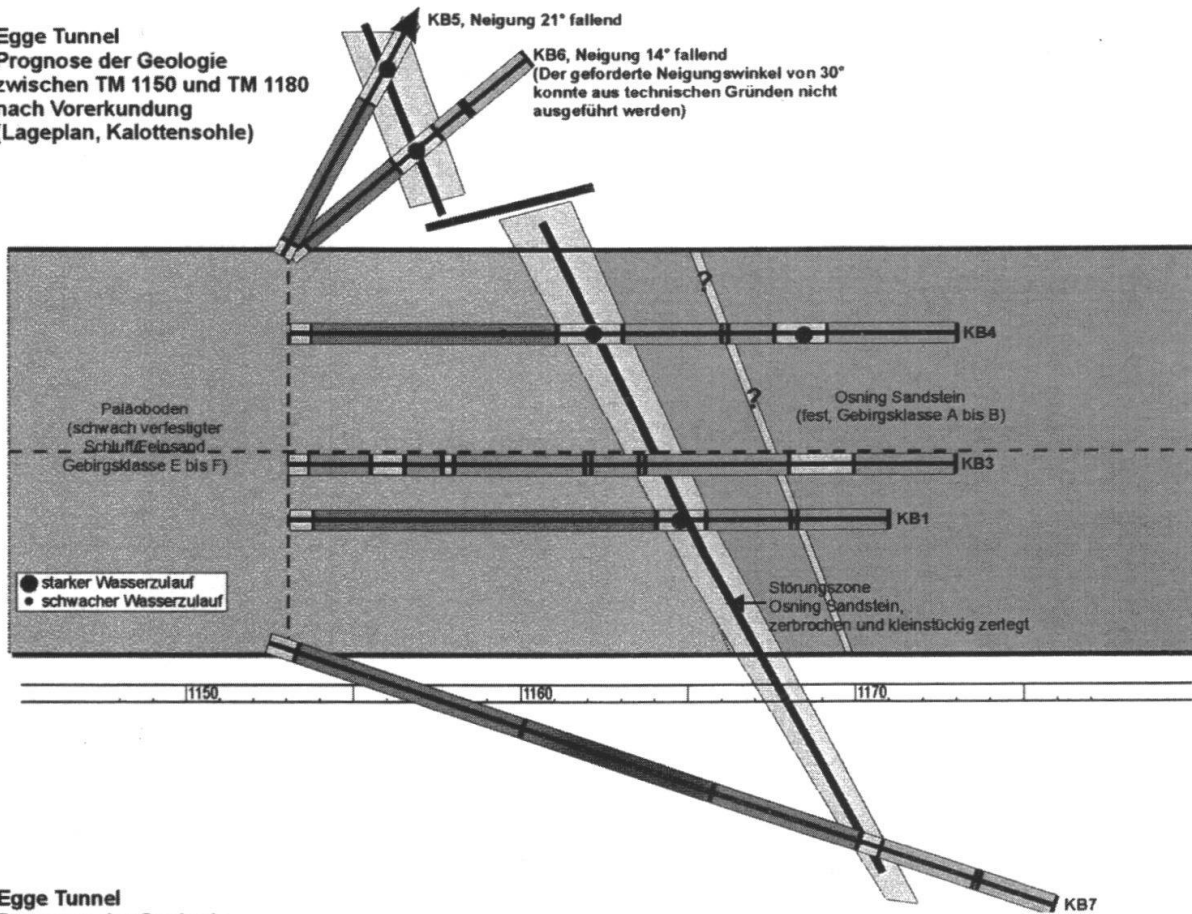 Egge Tunnel
Prognose der Geologie
zwischen TM 1150 und TM 1180
nach Vorerkundung
(Lageplan, Kalottensohle)
KB5, Neigung 21° fallend
KB6, Neigung 14° fallend
(Der geforderte Neigungswinkel von 30°
konnte aus technischen Gründen nicht
ausgeführt werden)
?
KB4
?
Paläoboden
(schwach verfestigter
Schluff/Feinsand
Gebirgsklasse E bis F)
Osning Sandstein
(fest, Gebirgsklasse A bis B)
KB3
KB1
starker Wasserzulauf
schwacher Wasserzulauf
Störungszone
Osning Sandstein,
zerbrochen und kleinstückig zerlegt
1150
1160
1170
KB7
Egge Tunnel